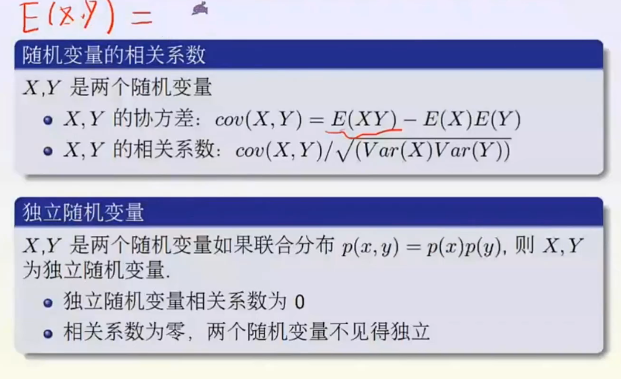 E(X,Y) =
随机变量的相关系数
X,Y 是两个随机变量
• X, Y 的协方差：cov(X, Y) = E(XY) − E(X)E(Y)
• X, Y 的相关系数：cov(X, Y)/√(Var(X)Var(Y))
独立随机变量
X,Y 是两个随机变量如果联合分布 p(x, y) = p(x)p(y), 则 X, Y
为独立随机变量.
• 独立随机变量相关系数为 0
• 相关系数为零，两个随机变量不见得独立